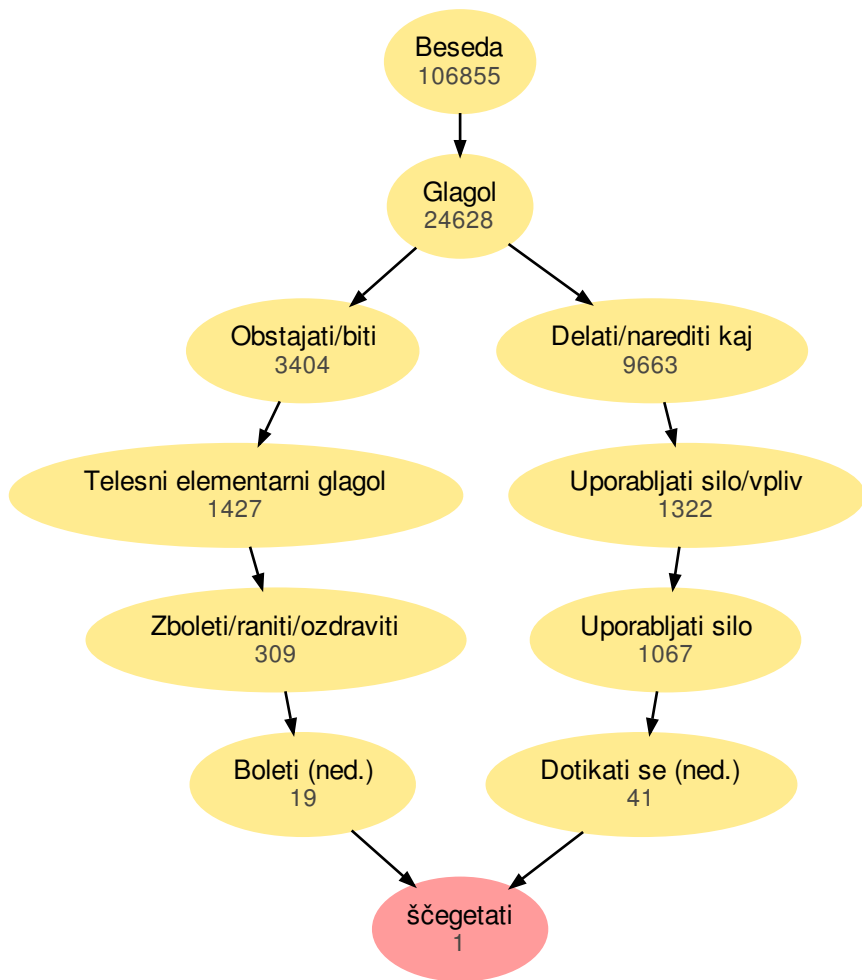 Beseda
106855
Glagol
24628
Obstajati/biti
3404
Delati/narediti kaj
9663
Telesni elementarni glagol
1427
Uporabljati silo/vpliv
1322
Zboleti/raniti/ozdraviti
309
Uporabljati silo
1067
Boleti (ned.)
19
Dotikati se (ned.)
41
ščegetati
1